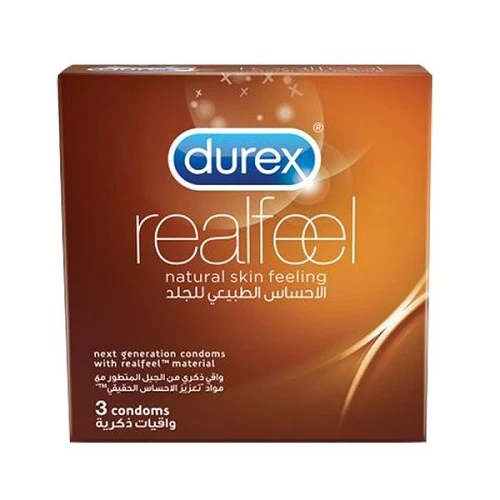 durex®
realfeel
natural skin feeling
الاحساس الطبيعي للجلد
next generation condoms
with realfeel™ material
واقي ذكري من الجيل المتطور مع
مواد "تعزيز الاحساس الحقيقي"™
3 condoms
واقيات ذكرية